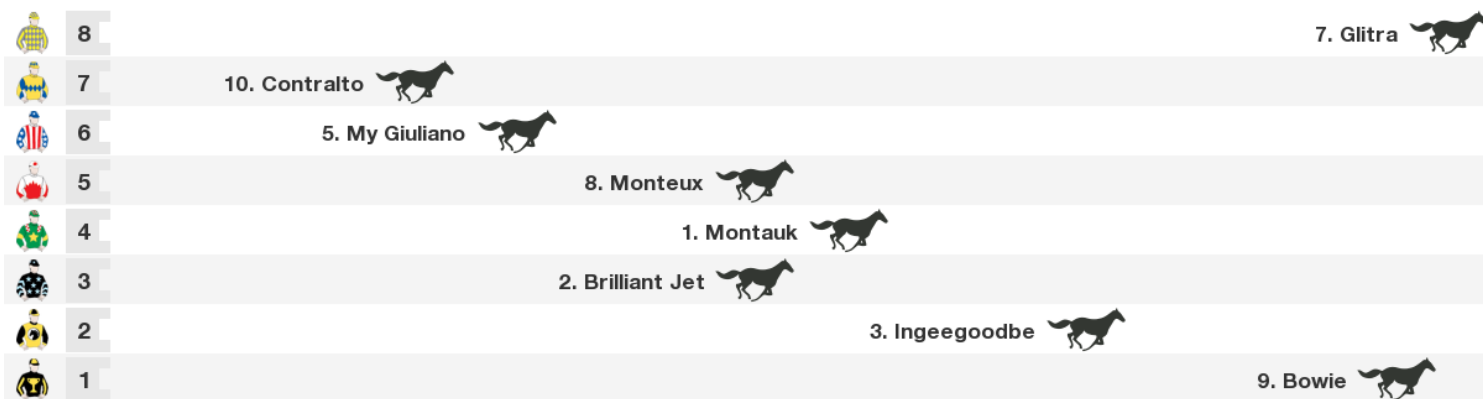 8 7. Glitra
7 10. Contralto
6 5. My Giuliano
5 8. Monteux
4 1. Montauk
3 2. Brilliant Jet
2 3. Ingeegoodbe
1 9. Bowie